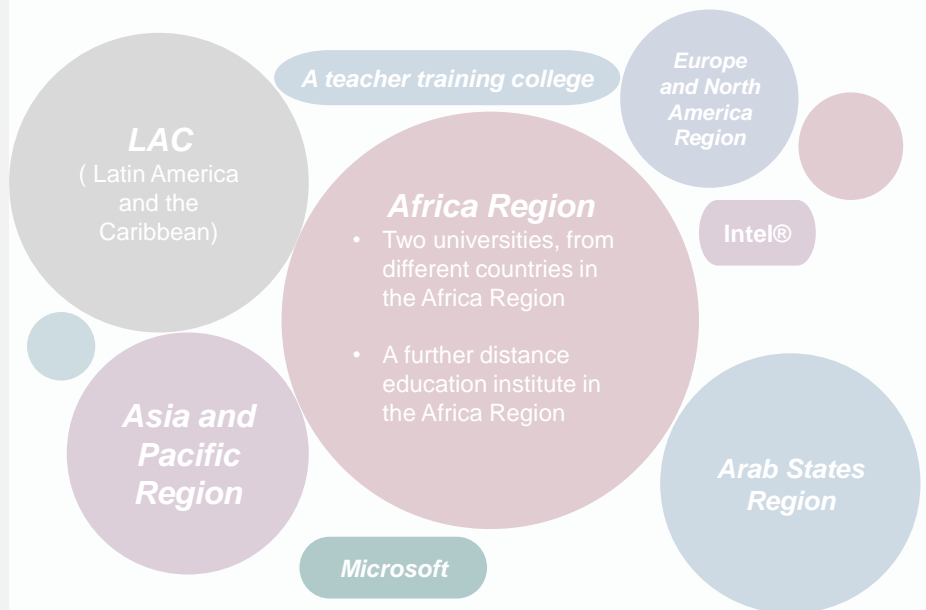 A teacher training college
Europe
and North
America
Region
LAC
( Latin America
and the
Caribbean)
Africa Region
• Two universities, from
different countries in
the Africa Region
• A further distance
education institute in
the Africa Region
Intel®
Asia and
Pacific
Region
Arab States
Region
Microsoft